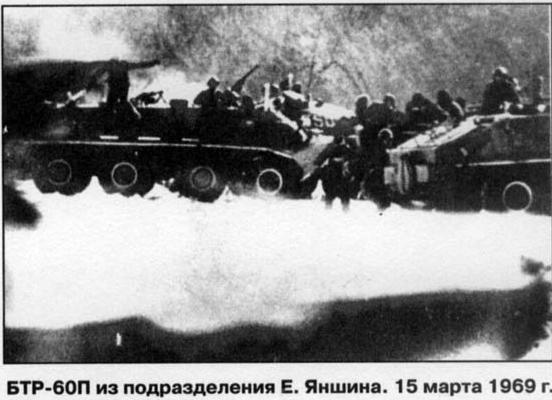 БТР-60П из подразделения Е. Яншина. 15 марта 1969 г.